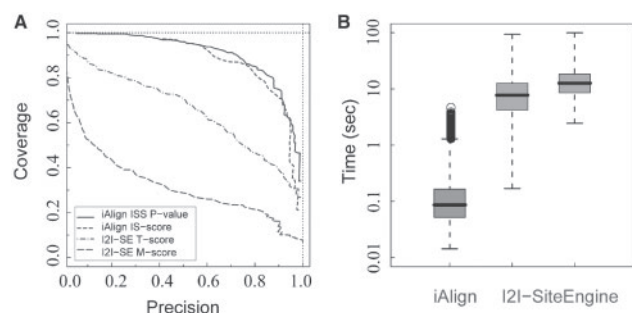 A
B
Coverage
1.0
0.8
0.6
0.4
0.2
0.0
iAlign ISS P-value
iAlign IS-score
I2I-SE T-score
I2I-SE M-score
0.0 0.2 0.4 0.6 0.8 1.0
Precision
Time (sec)
100
10
1
0.1
0.01
iAlign I2I-SiteEngine